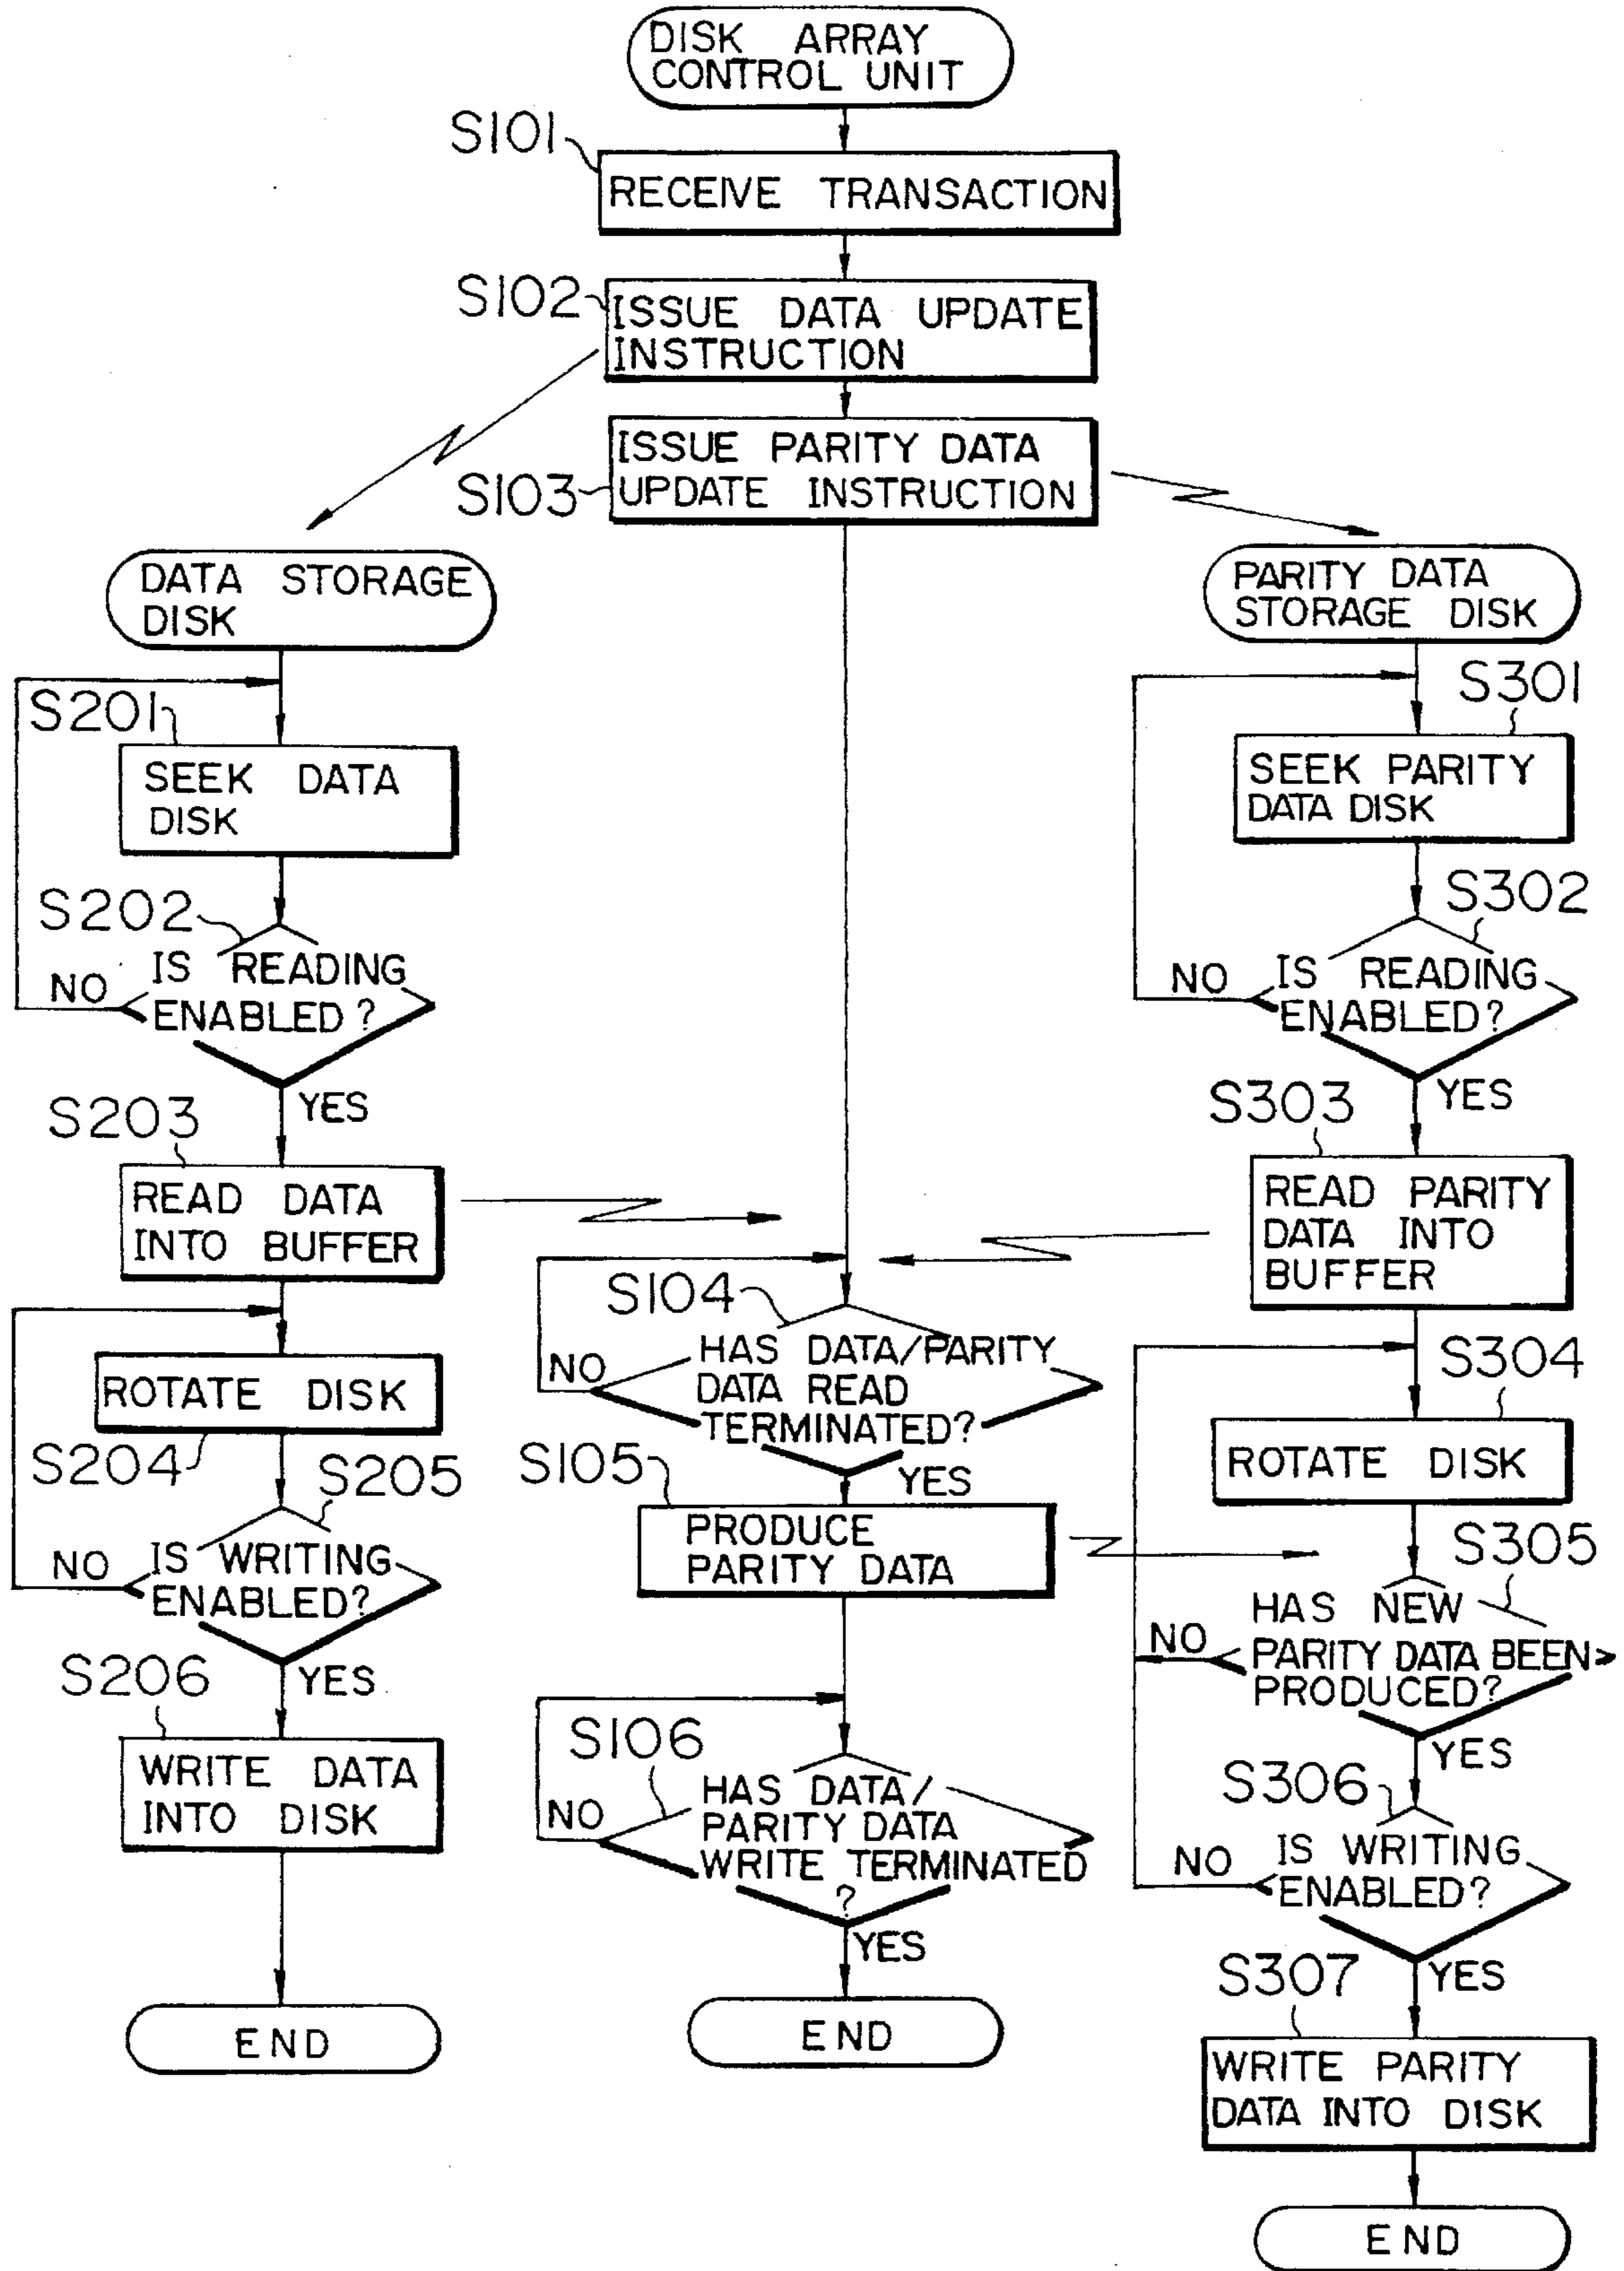 DISK ARRAY
CONTROL UNIT
S101
RECEIVE TRANSACTION
S102
ISSUE DATA UPDATE
INSTRUCTION
ISSUE PARITY DATA
S103
UPDATE INSTRUCTION
DATA STORAGE
DISK
S201
SEEK DATA
DISK
S202
IS READING
NO
ENABLED?
YES
S203
READ DATA
INTO BUFFER
ROTATE DISK
S204
S205
IS WRITING
NO
ENABLED?
YES
S206
WRITE DATA
INTO DISK
END
S104
HAS DATA/PARITY
NO
DATA READ
TERMINATED?
YES
S105
PRODUCE
PARITY DATA
S106
HAS DATA/
NO
PARITY DATA
WRITE TERMINATED
?
YES
END
PARITY DATA
STORAGE DISK
S301
SEEK PARITY
DATA DISK
S302
IS READING
NO
ENABLED?
YES
S303
READ PARITY
DATA INTO
BUFFER
S304
ROTATE DISK
S305
HAS NEW
NO
PARITY DATA BEEN
PRODUCED?
YES
S306
IS WRITING
NO
ENABLED?
YES
S307
WRITE PARITY
DATA INTO DISK
END